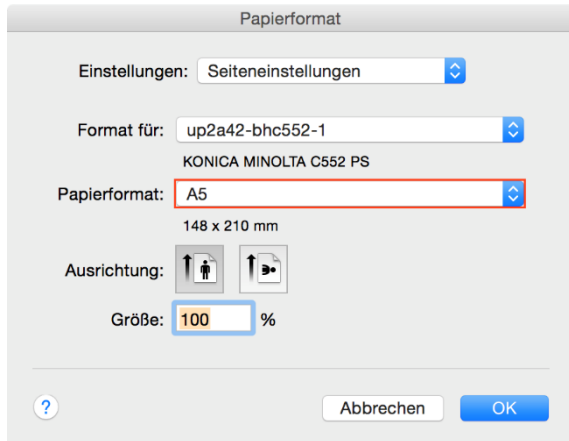 Papierformat
Einstellungen: Seiteneinstellungen
Format für: up2a42-bhc552-1
KONICA MINOLTA C552 PS
Papierformat: A5
148 x 210 mm
Ausrichtung:
Größe: 100 %
? Abbrechen OK